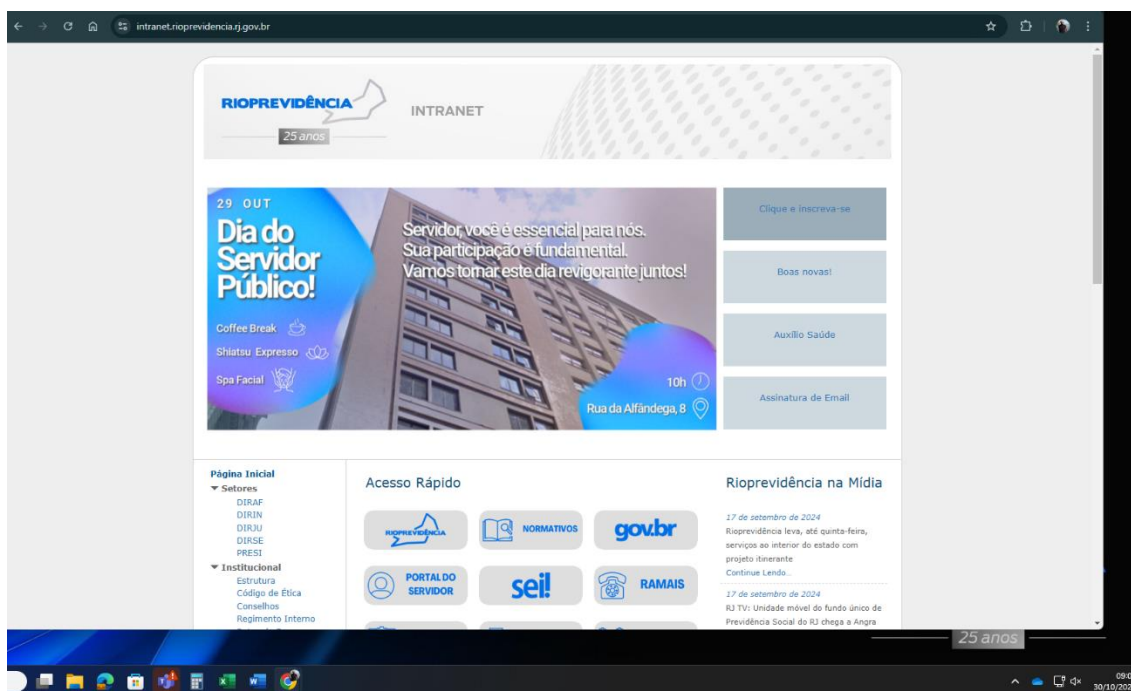 intranet.rioprevidencia.rj.gov.br
RIOPREVIDÊNCIA
INTRANET
25 anos
29 OUT
Dia do
Servidor
Público!
Servidor, você é essencial para nós.
Sua participação é fundamental.
Vamos tornar este dia revigorante juntos!
Coffee Break
Shiatsu Expresso
Spa Facial
10h
Rua da Alfândega, 8
Clique e inscreva-se
Boas novas!
Auxílio Saúde
Assinatura de Email
Página Inicial
Setores
DIRAF
DIRIN
DIRJU
DIRSE
PRESI
Institucional
Estrutura
Código de Ética
Conselhos
Regimento Interno
Acesso Rápido
RIOPREVIDÊNCIA
NORMATIVOS
gov.br
PORTAL DO
SERVIDOR
sei!
RAMAIS
Rioprevidência na Mídia
17 de setembro de 2024
Rioprevidência leva, até quinta-feira,
serviços ao interior do estado com
projeto itinerante
Continue Lendo...
17 de setembro de 2024
RJ TV: Unidade móvel do fundo único de
Previdência Social do RJ chega a Angra
25 anos
09:0
30/10/202